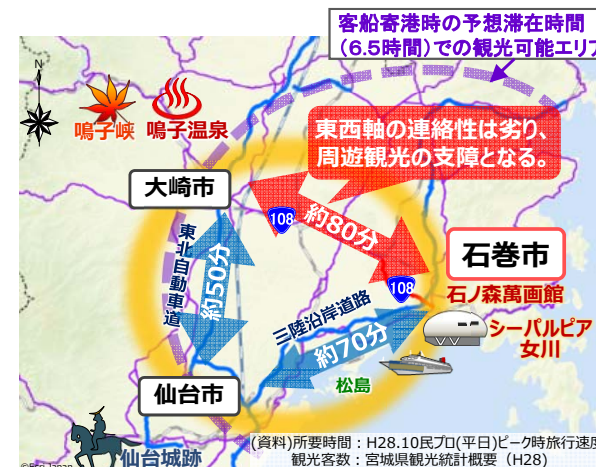 客船寄港時の予想滞在時間
（6.5時間）での観光可能エリア
N
鳴子峡
鳴子温泉
東西軸の連絡性は劣り、
周遊観光の支障となる。
大崎市
108
約80分
東北自動車道
約50分
石巻市
108
石ノ森萬画館
三陸沿岸道路
シーパルピア
女川
約70分
松島
仙台市
仙台城跡
(資料)所要時間：H28.10民プロ(平日)ピーク時旅行速度
観光客数：宮城県観光統計概要（H28)